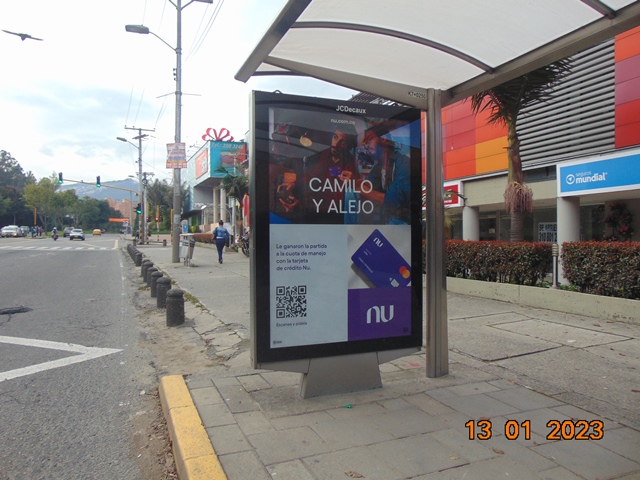 JCDecaux
CAMILO
Y ALEJO
Le ganaron la partida
a la cuota de manejo
con la tarjeta
de crédito Nu.
nu
nu
seguros
mundial
13 01 2023